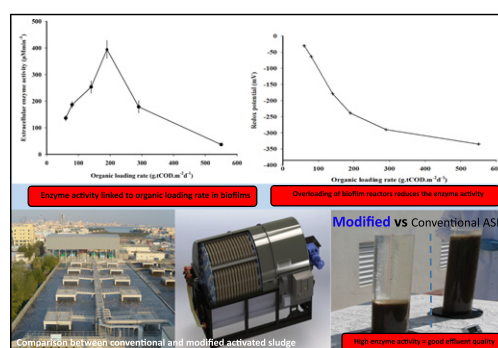 Extracellular enzyme activity (µMmin⁻¹)
500
400
300
200
100
0
0 100 200 300 400 500 600
Organic loading rate (g.tCOD.m⁻²d⁻¹)
Redox potential (mV)
0 100 200 300 400 500 600
0
-50
-100
-150
-200
-250
-300
-350
-400
Organic loading rate (g.tCOD.m⁻²d⁻¹)
Enzyme activity linked to organic loading rate in biofilms
Overloading of biofilm reactors reduces the enzyme activity
Modified vs Conventional ASP
Comparison between conventional and modified activated sludge
High enzyme activity = good effluent quality